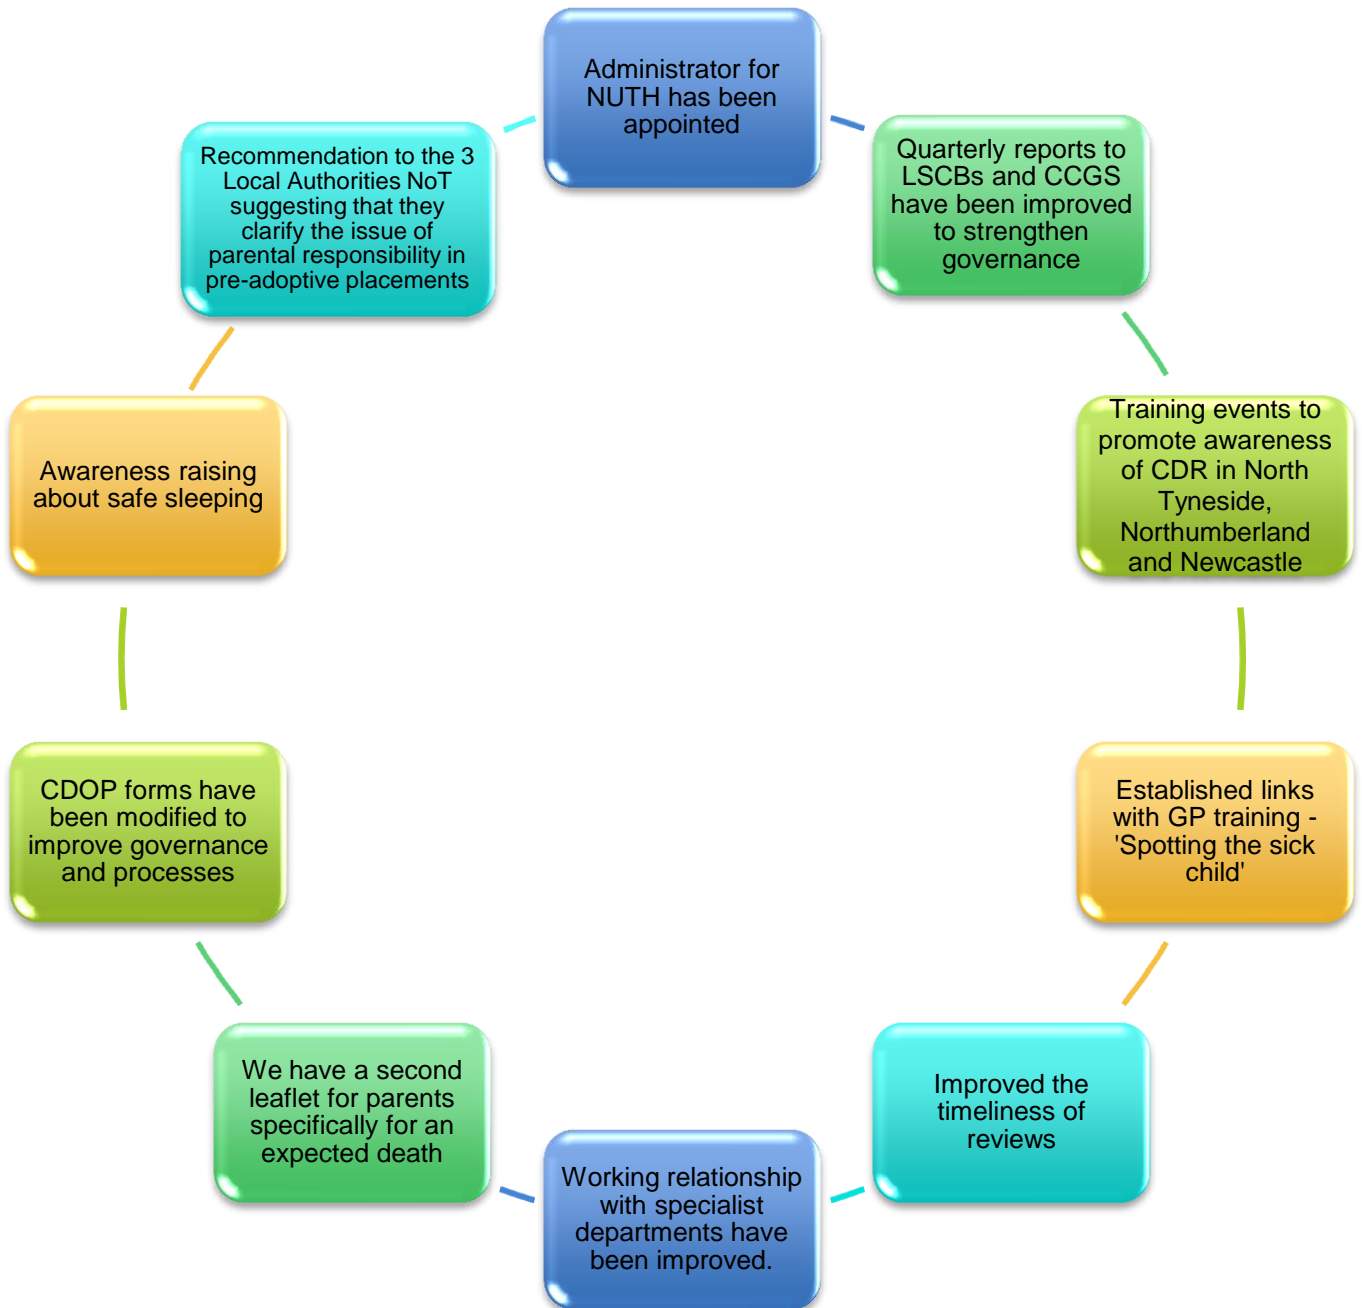 Administrator for
NUTH has been
appointed
Quarterly reports to
LSCBs and CCGS
have been improved
to strengthen
governance
Training events to
promote awareness
of CDR in North
Tyneside,
Northumberland
and Newcastle
Established links
with GP training -
'Spotting the sick
child'
Improved the
timeliness of
reviews
Working relationship
with specialist
departments have
been improved.
We have a second
leaflet for parents
specifically for an
expected death
CDOP forms have
been modified to
improve governance
and processes
Awareness raising
about safe sleeping
Recommendation to the 3
Local Authorities NoT
suggesting that they
clarify the issue of
parental responsibility in
pre-adoptive placements